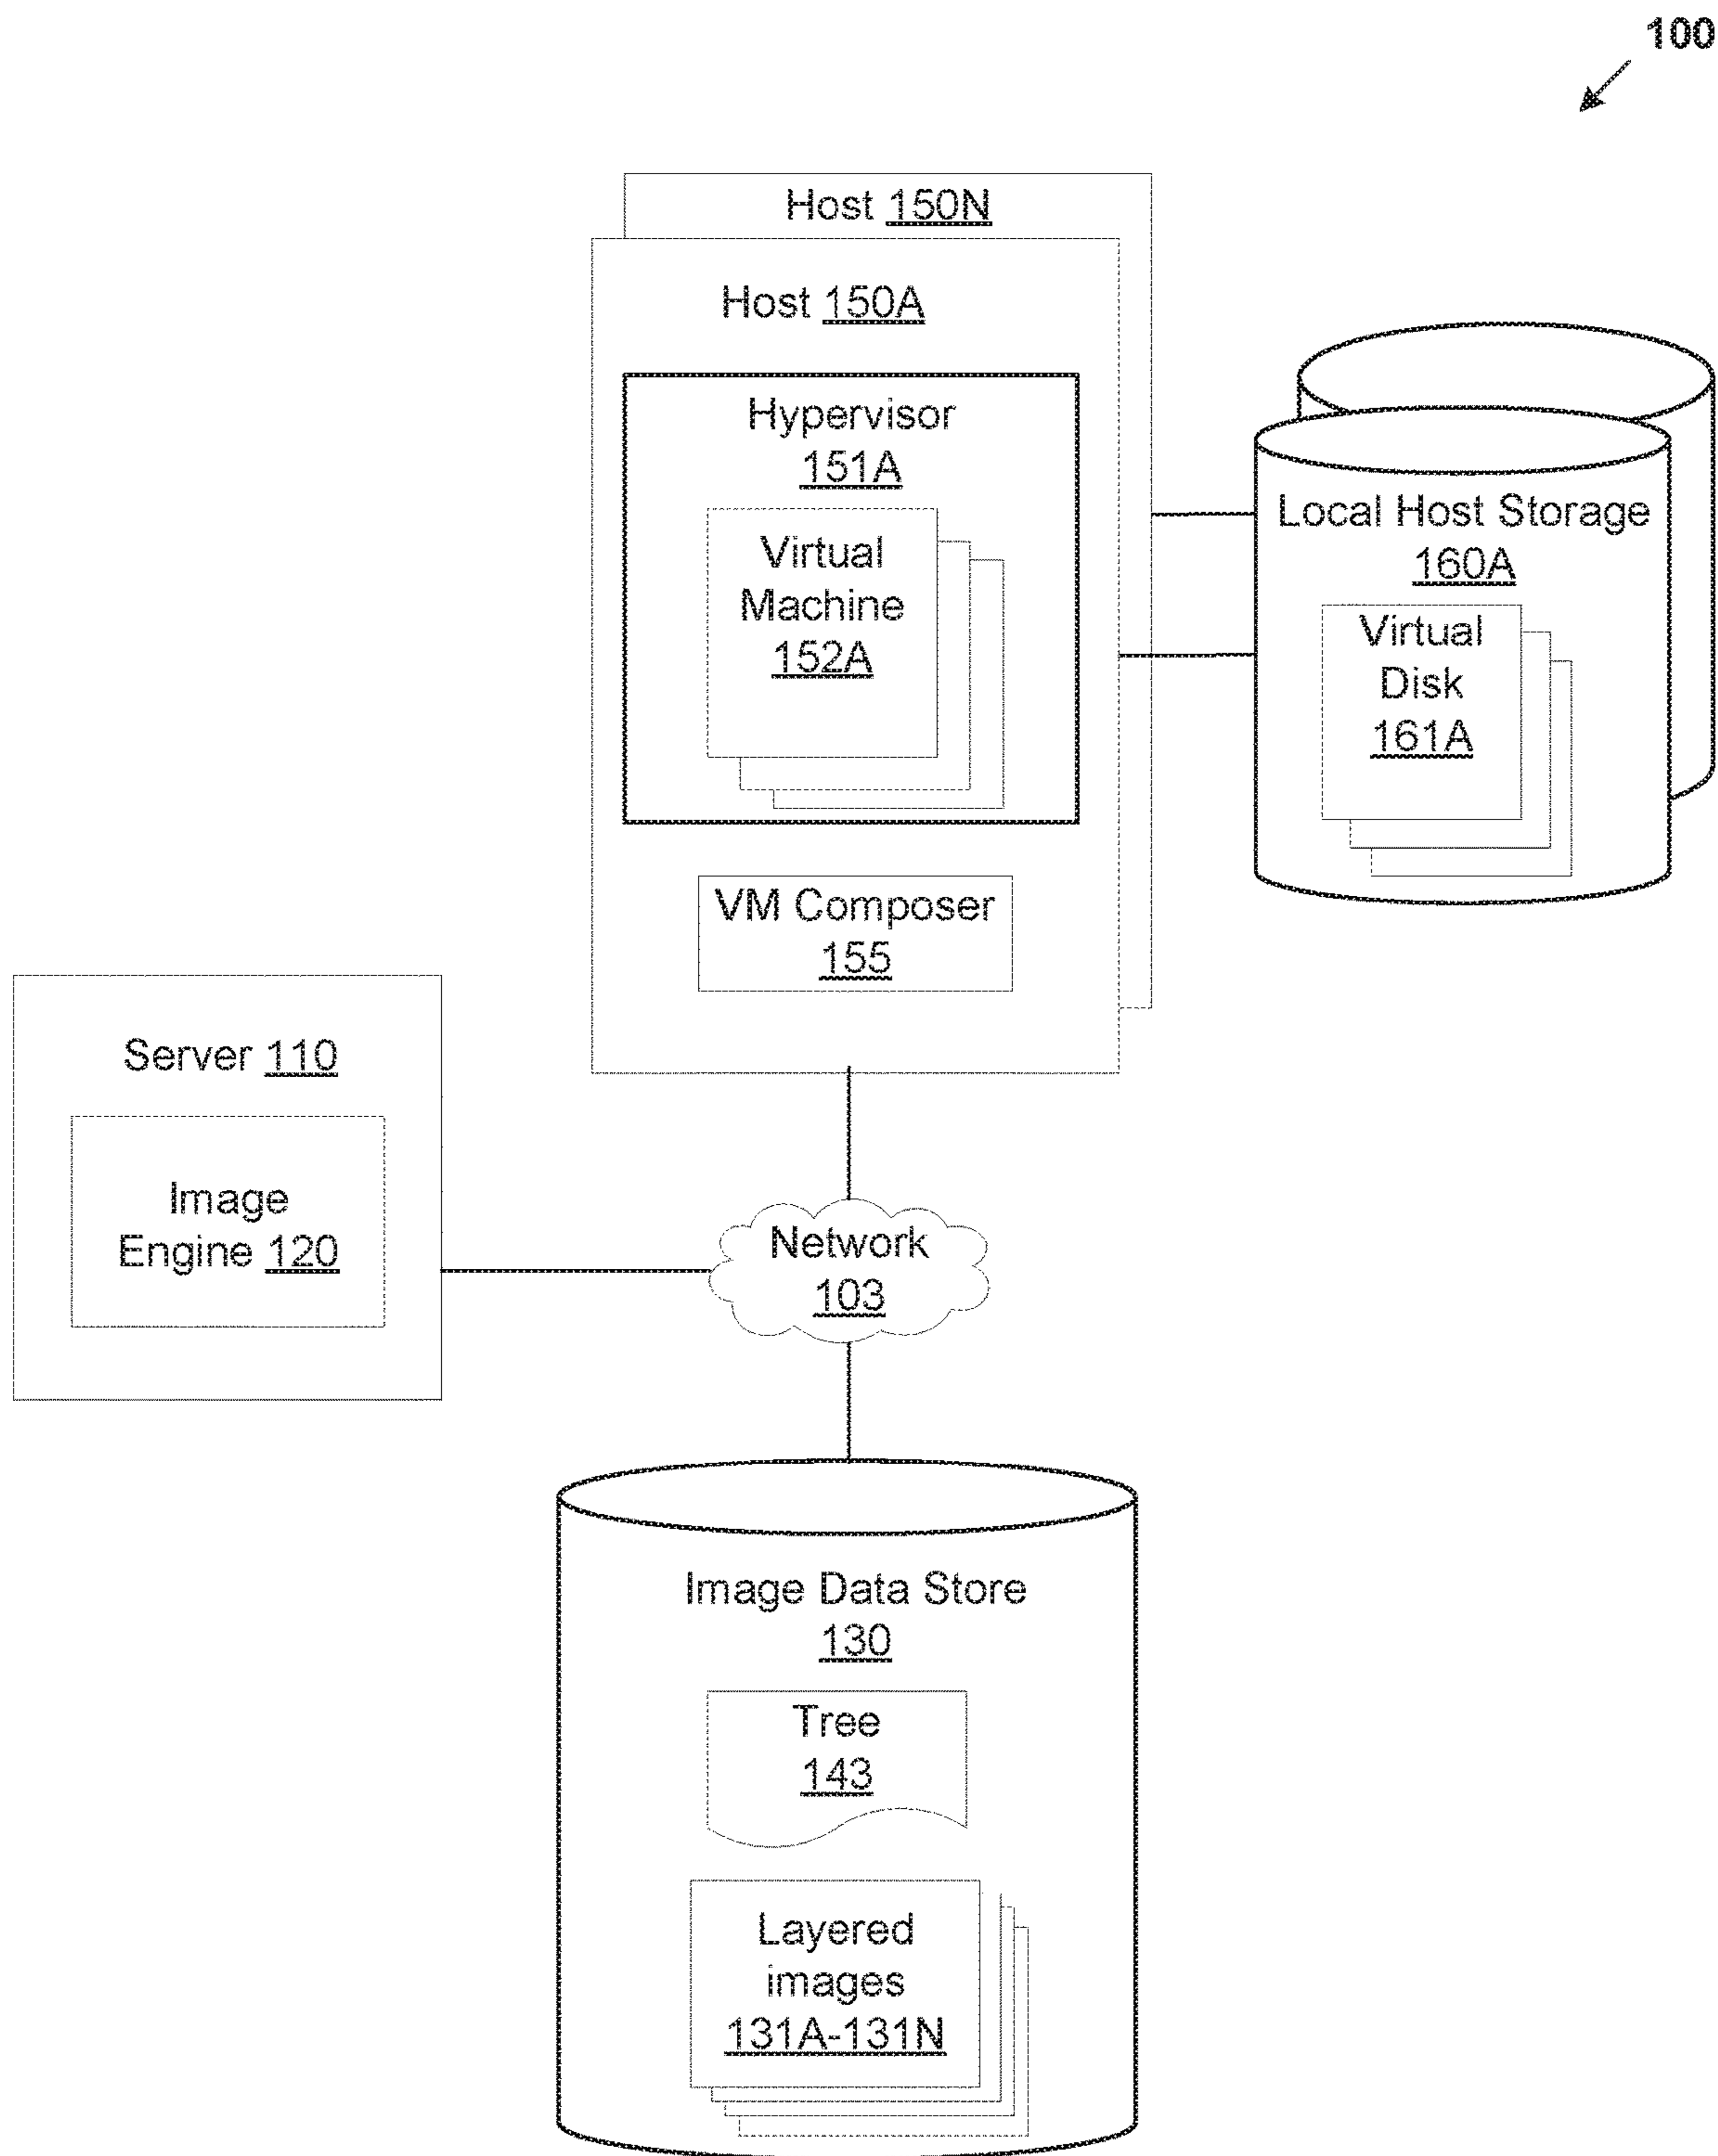 100
Host 150N
Host 150A
Hypervisor
151A
Virtual
Machine
152A
Local Host Storage
160A
Virtual
Disk
161A
VM Composer
155
Server 110
Image
Engine 120
Network
103
Image Data Store
130
Tree
143
Layered
images
131A-131N